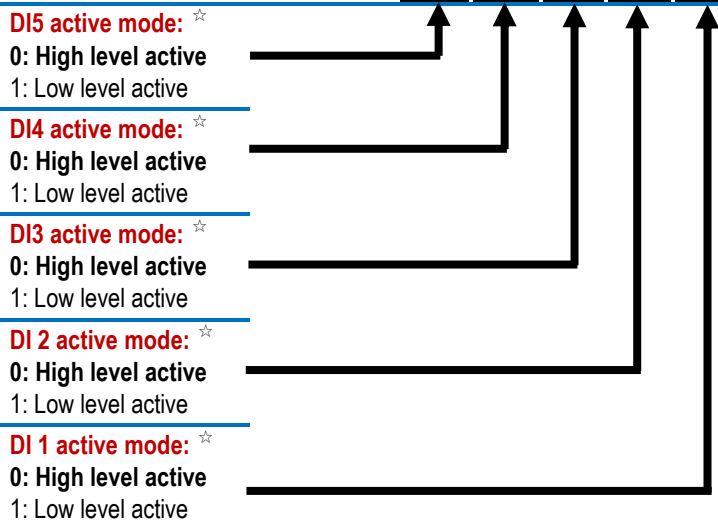 DI5 active mode: ☆
0: High level active
1: Low level active
DI4 active mode: ☆
0: High level active
1: Low level active
DI3 active mode: ☆
0: High level active
1: Low level active
DI 2 active mode: ☆
0: High level active
1: Low level active
DI 1 active mode: ☆
0: High level active
1: Low level active